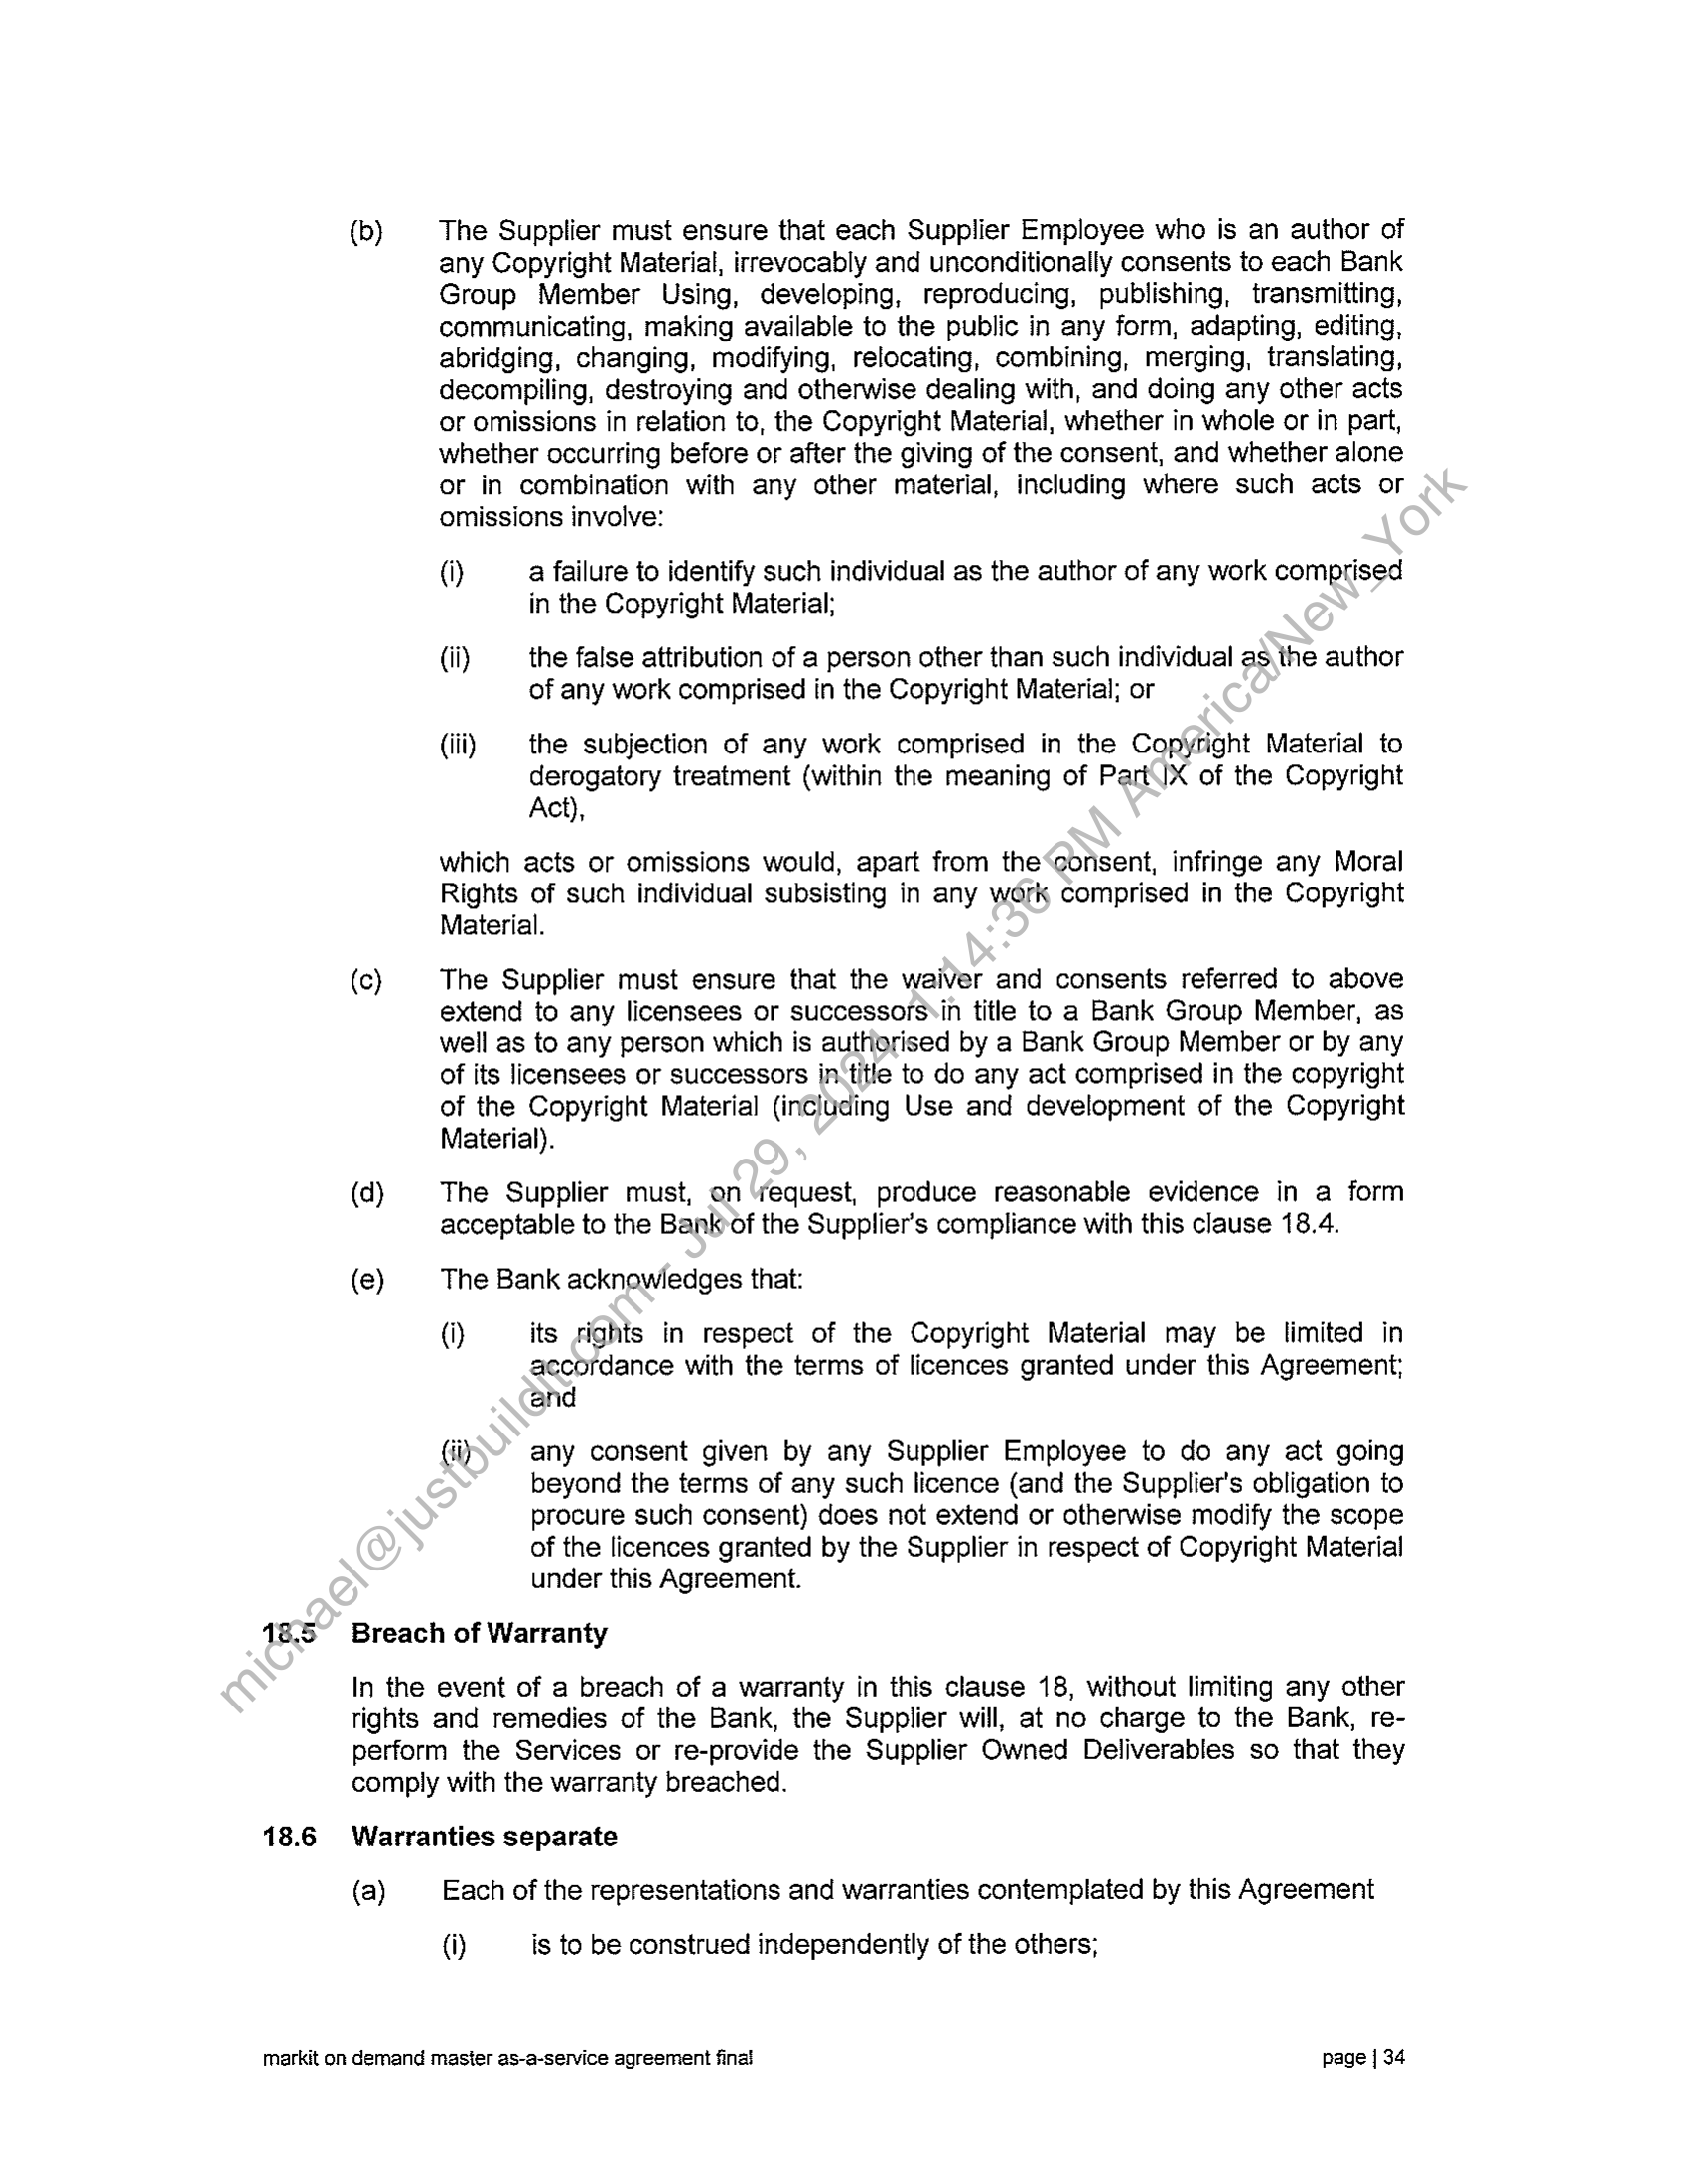 (b) The Supplier must ensure that each Supplier Employee who is an author of
any Copyright Material, irrevocably and unconditionally consents to each Bank
Group Member Using, developing, reproducing, publishing, transmitting,
communicating, making available to the public in any form, adapting, editing,
abridging, changing, modifying, relocating, combining, merging, translating,
decompiling, destroying and otherwise dealing with, and doing any other acts
or omissions in relation to, the Copyright Material, whether in whole or in part,
whether occurring before or after the giving of the consent, and whether alone
or in combination with any other material, including where such acts or
omissions involve:
(i) a failure to identify such individual as the author of any work comprised
in the Copyright Material;
(ii) the false attribution of a person other than such individual as the author
of any work comprised in the Copyright Material; or
(iii) the subjection of any work comprised in the Copyright Material to
derogatory treatment (within the meaning of Part IX of the Copyright
Act),
which acts or omissions would, apart from the consent, infringe any Moral
Rights of such individual subsisting in any work comprised in the Copyright
Material.
(c) The Supplier must ensure that the waiver and consents referred to above
extend to any licensees or successors in title to a Bank Group Member, as
well as to any person which is authorised by a Bank Group Member or by any
of its licensees or successors in title to do any act comprised in the copyright
of the Copyright Material (including Use and development of the Copyright
Material).
(d) The Supplier must, on request, produce reasonable evidence in a form
acceptable to the Bank of the Supplier's compliance with this clause 18.4.
(e) The Bank acknowledges that:
(i) its rights in respect of the Copyright Material may be limited in
accordance with the terms of licences granted under this Agreement;
and
(ii) any consent given by any Supplier Employee to do any act going
beyond the terms of any such licence (and the Supplier's obligation to
procure such consent) does not extend or otherwise modify the scope
of the licences granted by the Supplier in respect of Copyright Material
under this Agreement.
18.5 Breach of Warranty
In the event of a breach of a warranty in this clause 18, without limiting any other
rights and remedies of the Bank, the Supplier will, at no charge to the Bank, re-
perform the Services or re-provide the Supplier Owned Deliverables so that they
comply with the warranty breached.
18.6 Warranties separate
(a) Each of the representations and warranties contemplated by this Agreement
(i) is to be construed independently of the others;
markit on demand master as-a-service agreement final page | 34
michael@justbuildit.com - Jul 29, 2024, 1:14:36 PM America/New_York